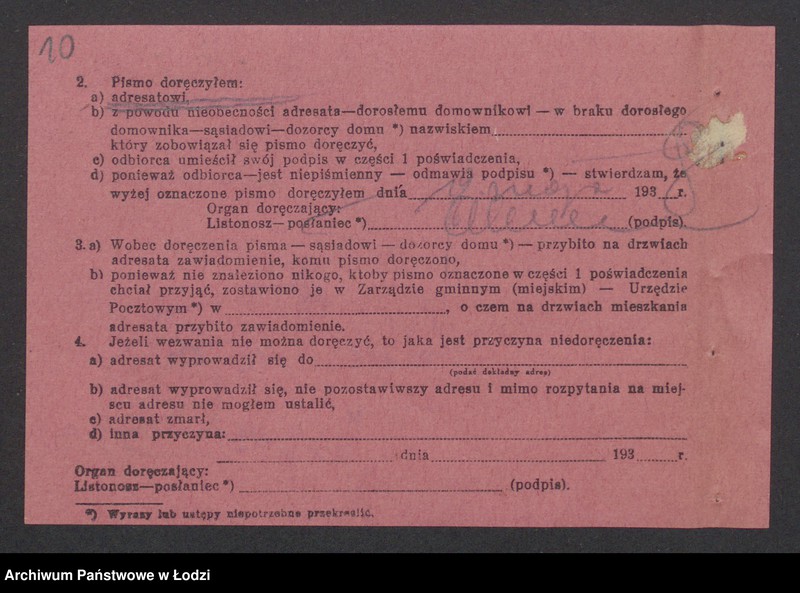 10
2. Pismo doręczyłem:
a) adresatowi,
b) z powodu nieobecności adresata—dorosłemu domownikowi — w braku dorosłego
domownika—sąsiadowi—dozorcy domu *) nazwiskiem
który zobowiązał się pismo doręczyć,
c) odbiorca umieścił swój podpis w części 1 poświadczenia,
d) ponieważ odbiorca—jest niepiśmienny — odmawia podpisu *) — stwierdzam, że
wyżej oznaczone pismo doręczyłem dnia maja 193 r.
Organ doręczający:
Listonosz—posłaniec *) (podpis).
3. a) Wobec doręczenia pisma — sąsiadowi — dozorcy domu *) — przybito na drzwiach
adresata zawiadomienie, komu pismo doręczono,
b) ponieważ nie znaleziono nikogo, ktoby pismo oznaczone w części 1 poświadczenia
chciał przyjąć, zostawiono je w Zarządzie gminnym (miejskim) — Urzędzie
Pocztowym *) w , o czem na drzwiach mieszkania
adresata przybito zawiadomienie.
4. Jeżeli wezwania nie można doręczyć, to jaka jest przyczyna niedoręczenia:
a) adresat wyprowadził się do
(podać dokładny adres)
b) adresat wyprowadził się, nie pozostawiwszy adresu i mimo rozpytania na miej-
scu adresu nie mogłem ustalić,
c) adresat zmarł,
d) inna przyczyna:
dnia 193 r.
Organ doręczający:
Listonosz—posłaniec *) (podpis).
*) Wyrazy lub ustępy niepotrzebne przekreślić.
Archiwum Państwowe w Łodzi